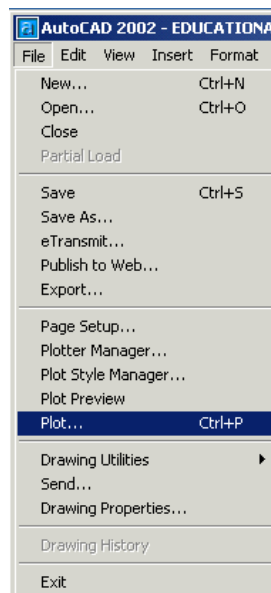 AutoCAD 2002 - EDUCATIONA
File Edit View Insert Format
New... Ctrl+N
Open... Ctrl+O
Close
Partial Load
Save Ctrl+S
Save As...
eTransmit...
Publish to Web...
Export...
Page Setup...
Plotter Manager...
Plot Style Manager...
Plot Preview
Plot... Ctrl+P
Drawing Utilities
Send...
Drawing Properties...
Drawing History
Exit